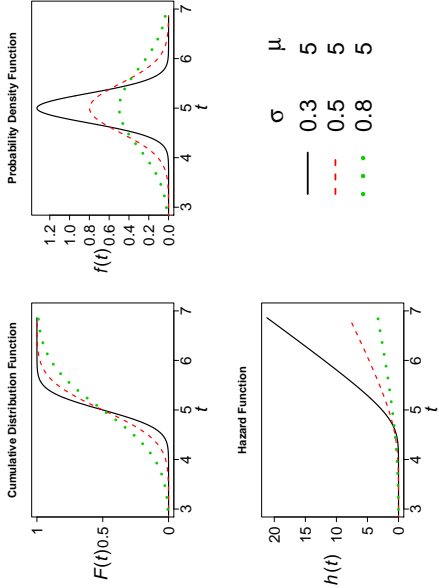 Cumulative Distribution Function
F(t)
1
0.5
0
3 4 5 6 7
t
Probability Density Function
f(t)
1.2
1.0
0.8
0.6
0.4
0.2
0.0
3 4 5 6 7
t
Hazard Function
h(t)
20
15
10
5
0
3 4 5 6 7
t
σ μ
0.3 5
0.5 5
0.8 5